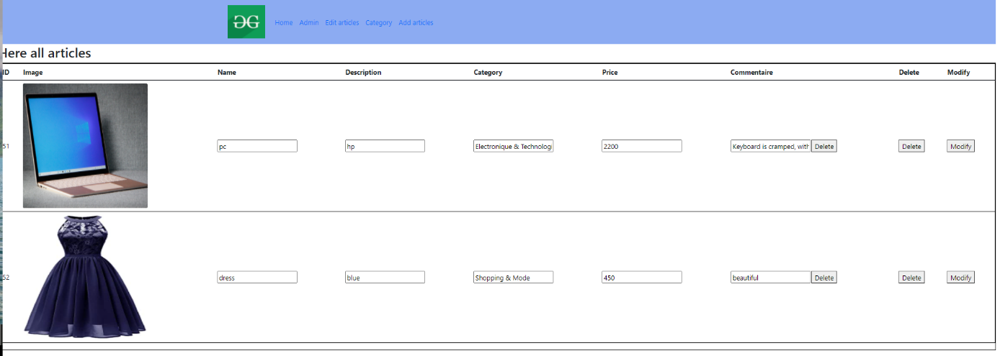 Home Admin Edit articles Category Add articles
Here all articles
ID Image Name Description Category Price Commentaire Delete Modify
51 pc hp Electronique & Technologi 2200 Keyboard is cramped, with Delete Delete Modify
52 dress blue Shopping & Mode 450 beautiful Delete Delete Modify